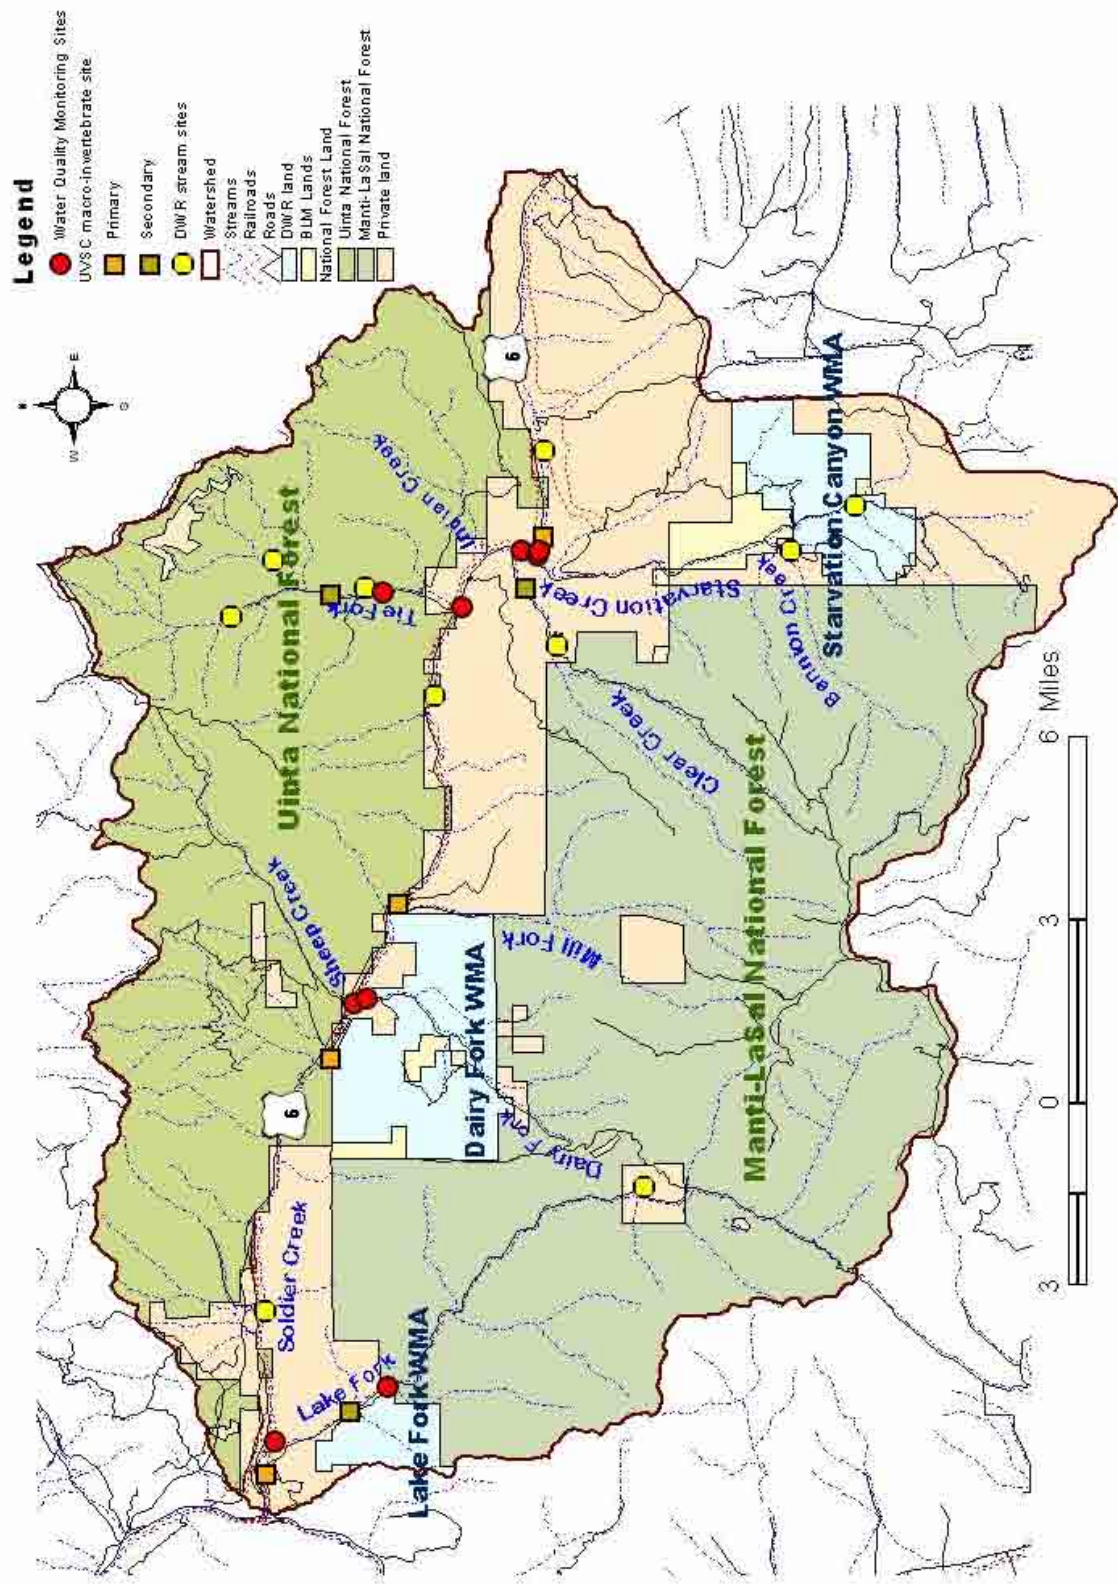 Legend
Water Quality Monitoring Sites
UVSC macro-invertebrate site
Primary
Secondary
DWR stream sites
Watershed
Streams
Railroads
Roads
DWR land
BLM Lands
National Forest Land
Uinta National Forest
Manti-LaSal National Forest
Private land
W
E
6
Uinta National Forest
Indian Creek
Tie Fork
Sheep Creek
6
Soldier Creek
Lake Fork
Lake Fork WMA
Dairy Fork WMA
Dairy Fork
Mill Fork
Clear Creek
Starvation Creek
Bennion Creek
Starvation Canyon WMA
Manti-LaSal National Forest
3
0
3
6 Miles